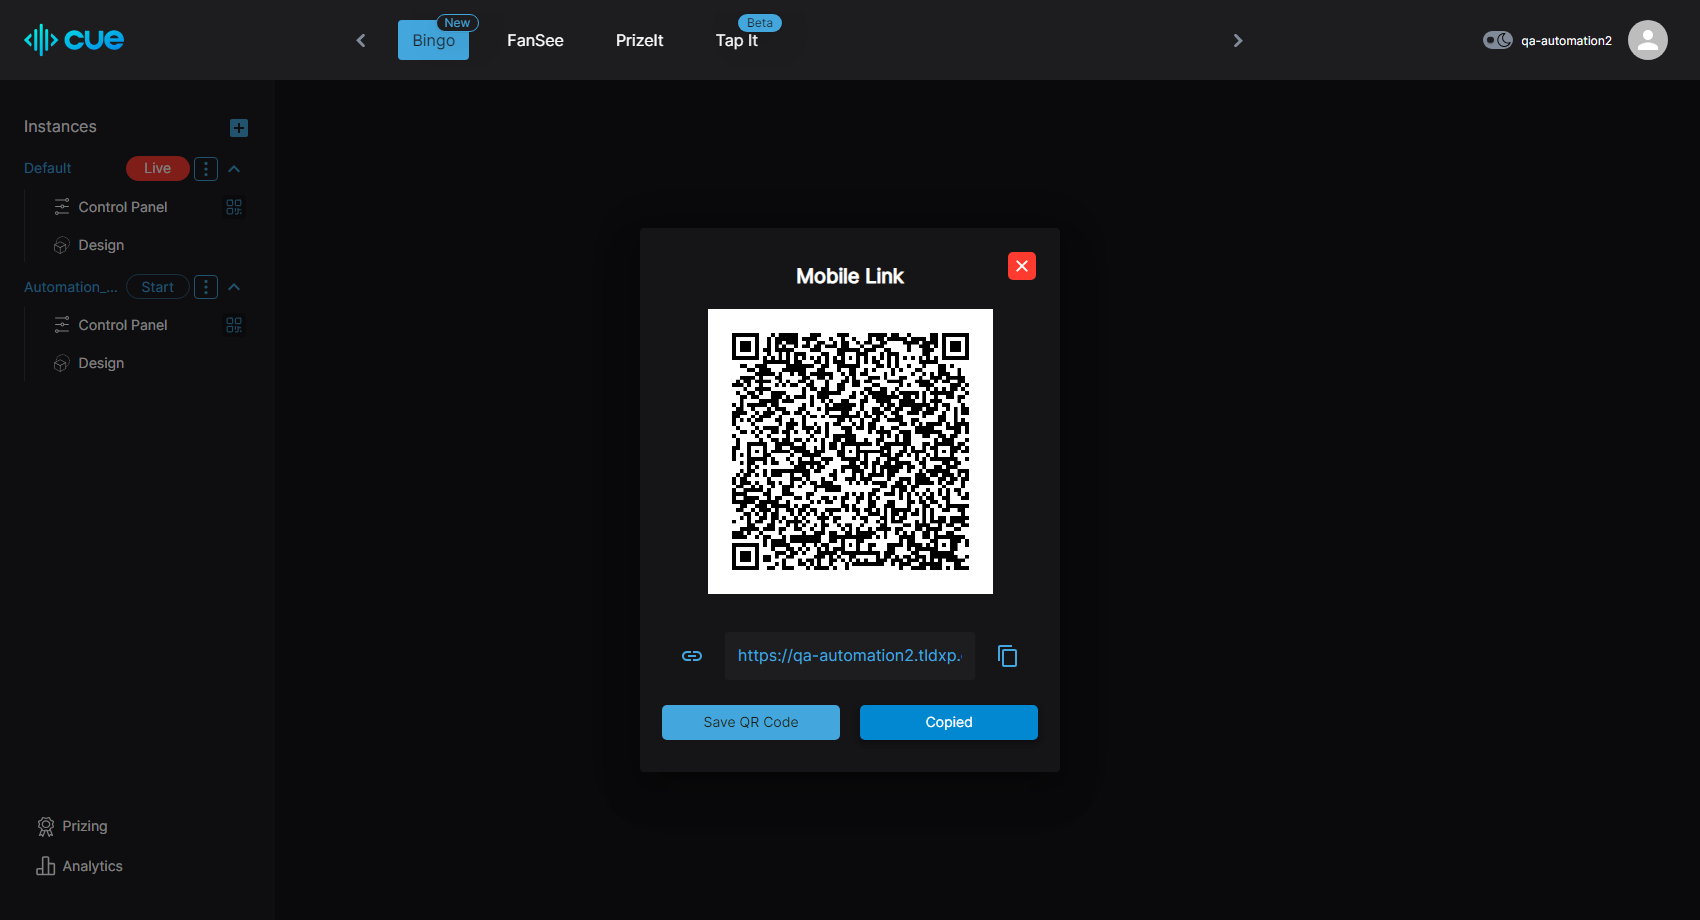 cue
Bingo
New
FanSee
PrizeIt
Tap It
Beta
qa-automation2
Instances
Default
Live
Control Panel
Design
Automation_...
Start
Control Panel
Design
Prizing
Analytics
Mobile Link
https://qa-automation2.tldxp.
Save QR Code
Copied